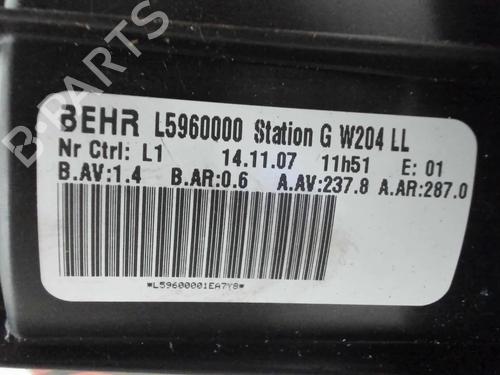 B-PARTS
BEHR L5960000 Station G W204 LL
Nr Ctrl: L1 14.11.07 11h51 E: 01
B.AV:1.4 B.AR:0.6 A.AV:237.8 A.AR:287.0
*L59600001EA7Y8*